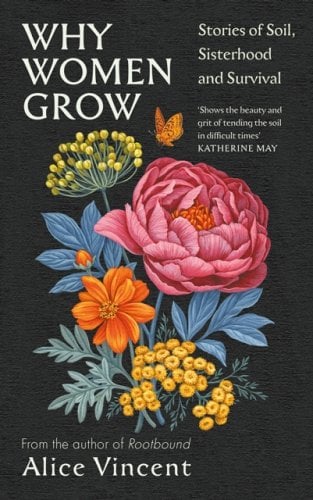 WHY
WOMEN
GROW
Stories of Soil,
Sisterhood
and Survival
‘Shows the beauty and
grit of tending the soil
in difficult times’
KATHERINE MAY
From the author of Rootbound
Alice Vincent